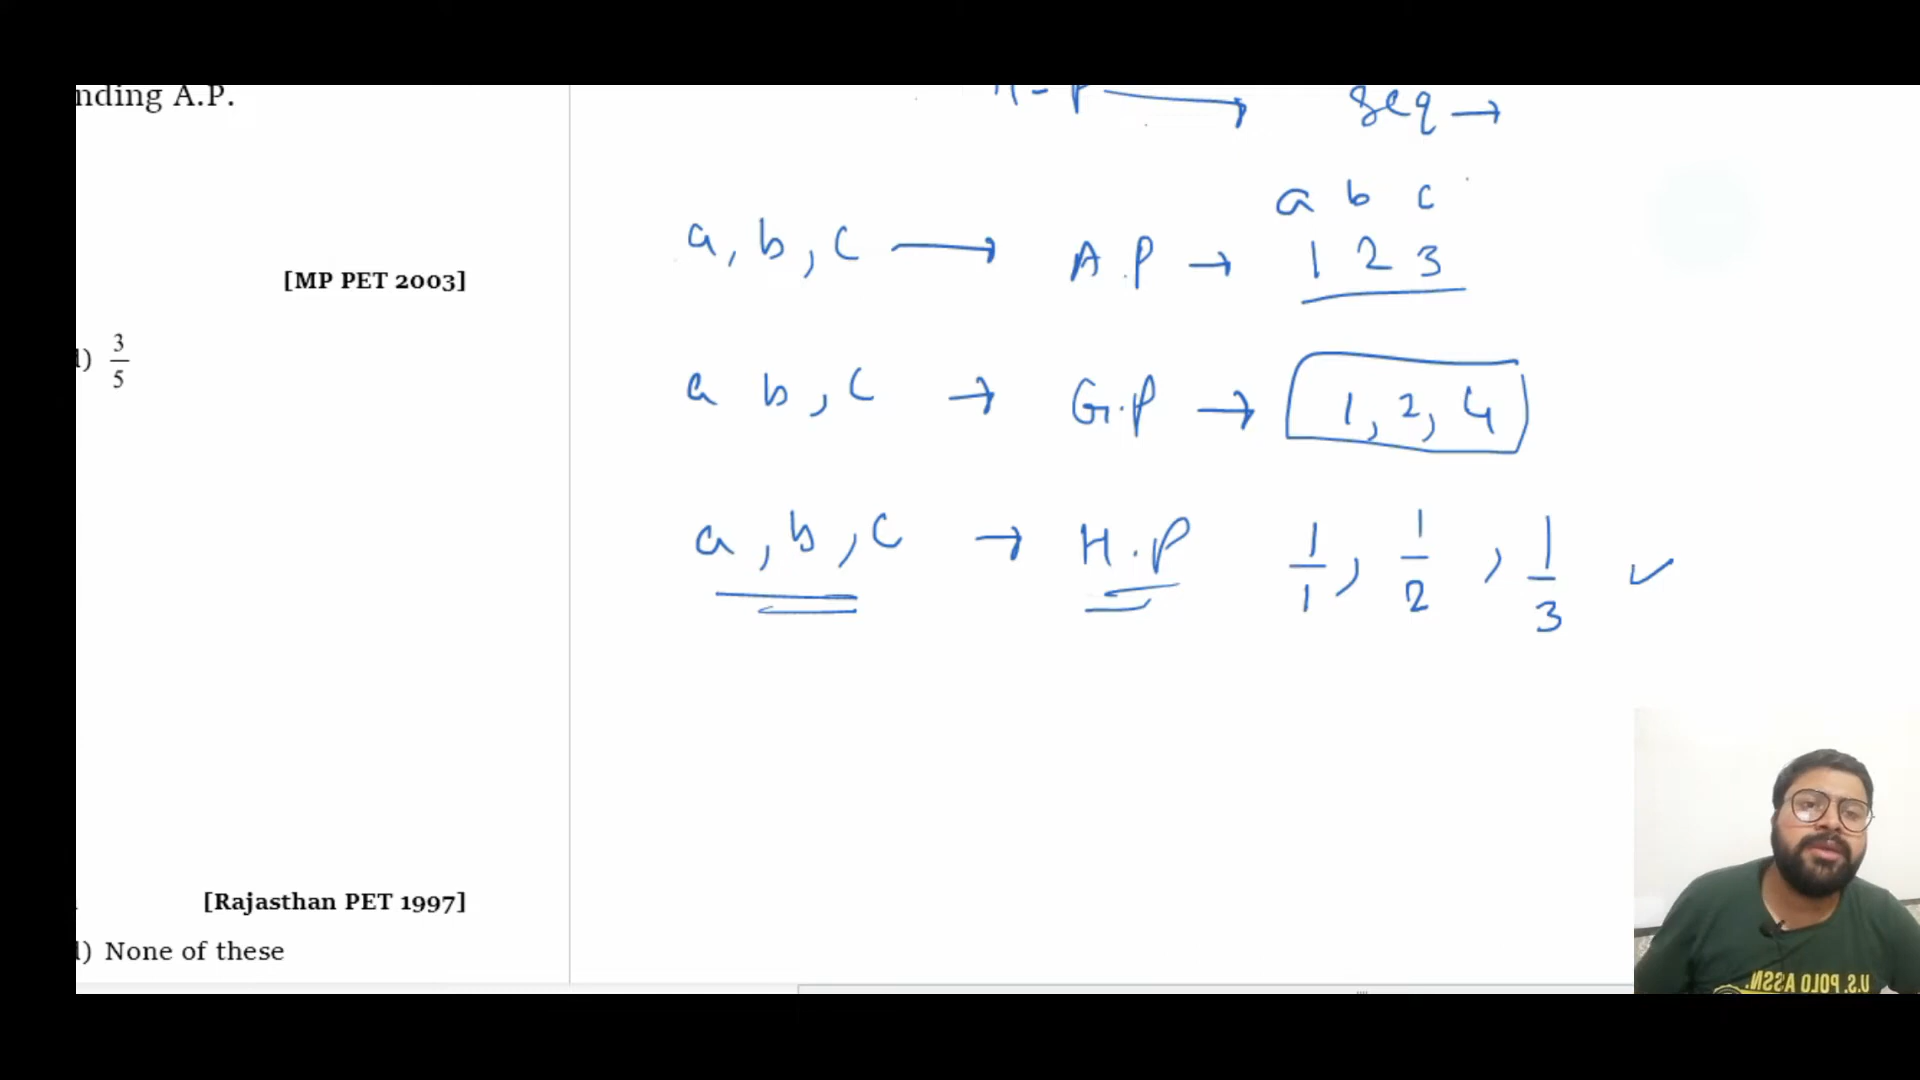 nding A.P.
seq →
a b c
a, b, c → A.P → 1 2 3
[MP PET 2003]
) 3/5
a b, c → G.P → 1, 2, 4
a, b, c → H.P 1/1, 1/2, 1/3 ✓
[Rajasthan PET 1997]
) None of these
U.S. POLO ASSN.